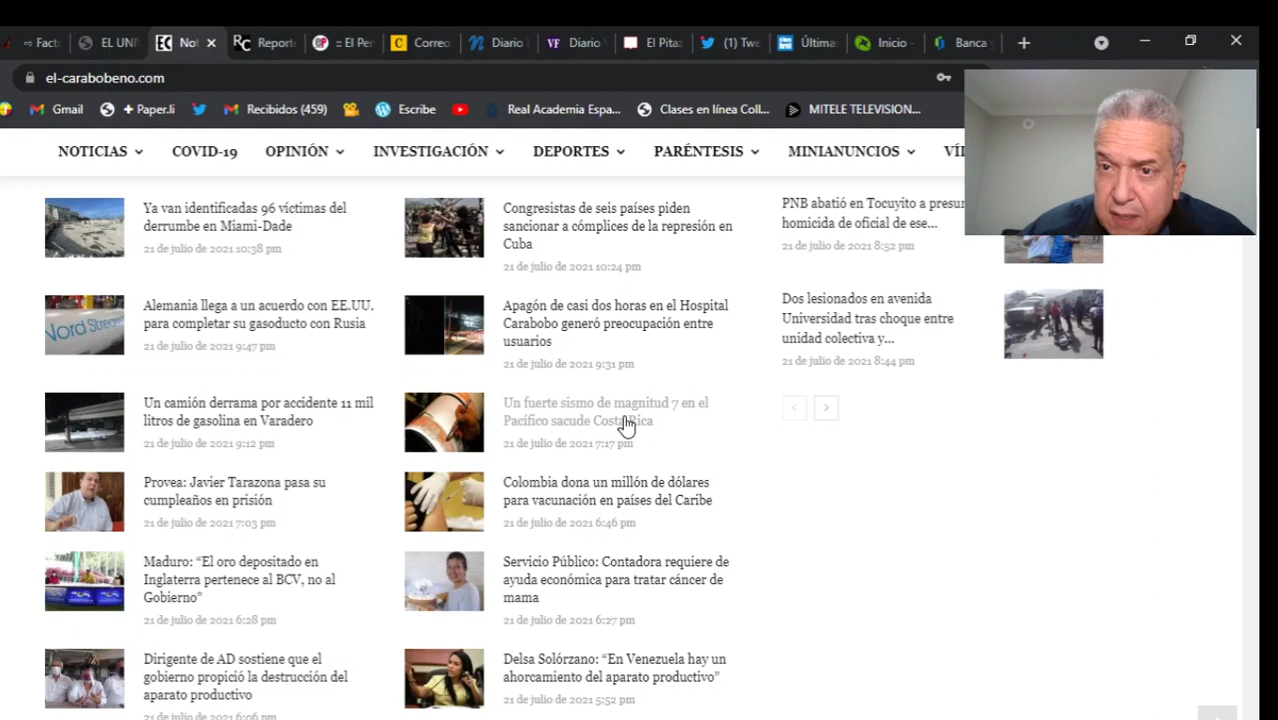 Fact
EL UNI
Not
Report
:: El Per
Correo
Diario
Diario
El Pitaz
(1) Twe
Última:
Inicio -
Banca
el-carabobeno.com
Gmail
+ Paper.li
Recibidos (459)
Escribe
Real Academia Espa...
Clases en línea Coll...
MITELE TELEVISION...
NOTICIAS
COVID-19
OPINIÓN
INVESTIGACIÓN
DEPORTES
PARÉNTESIS
MINIANUNCIOS
Ya van identificadas 96 víctimas del
derrumbe en Miami-Dade
21 de julio de 2021 10:38 pm
Alemania llega a un acuerdo con EE.UU.
para completar su gasoducto con Rusia
21 de julio de 2021 9:47 pm
Nord Stream
Un camión derrama por accidente 11 mil
litros de gasolina en Varadero
21 de julio de 2021 9:12 pm
Provea: Javier Tarazona pasa su
cumpleaños en prisión
21 de julio de 2021 7:03 pm
Maduro: “El oro depositado en
Inglaterra pertenece al BCV, no al
Gobierno”
21 de julio de 2021 6:28 pm
Dirigente de AD sostiene que el
gobierno propició la destrucción del
aparato productivo
21 de julio de 2021 6:06 pm
Congresistas de seis países piden
sancionar a cómplices de la represión en
Cuba
21 de julio de 2021 10:24 pm
Apagón de casi dos horas en el Hospital
Carabobo generó preocupación entre
usuarios
21 de julio de 2021 9:31 pm
Un fuerte sismo de magnitud 7 en el
Pacífico sacude Costa Rica
21 de julio de 2021 7:17 pm
Colombia dona un millón de dólares
para vacunación en países del Caribe
21 de julio de 2021 6:46 pm
Servicio Público: Contadora requiere de
ayuda económica para tratar cáncer de
mama
21 de julio de 2021 6:27 pm
Delsa Solórzano: “En Venezuela hay un
ahorcamiento del aparato productivo”
21 de julio de 2021 5:52 pm
PNB abatió en Tocuyito a presu
homicida de oficial de ese...
21 de julio de 2021 8:52 pm
Dos lesionados en avenida
Universidad tras choque entre
unidad colectiva y...
21 de julio de 2021 8:44 pm